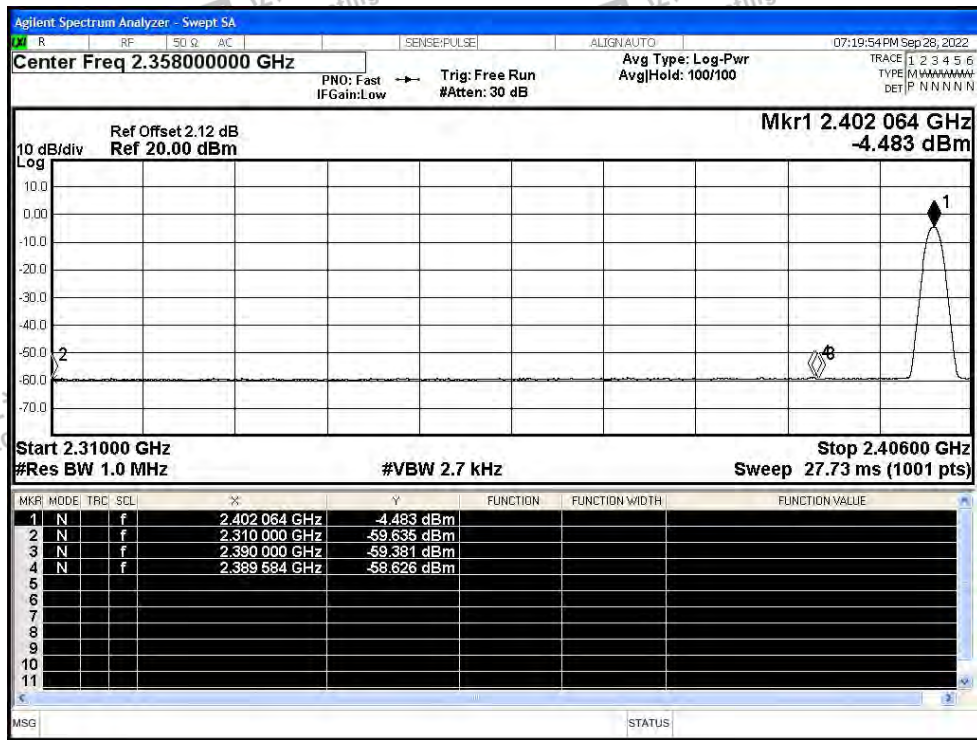 Agilent Spectrum Analyzer - Swept SA
R RF 50 Ω AC SENSE:PULSE ALIGNAUTO 07:19:54 PM Sep 28, 2022
Center Freq 2.358000000 GHz
PNO: Fast Trig: Free Run Avg Type: Log-Pwr TRACE 1 2 3 4 5 6
IFGain:Low #Atten: 30 dB Avg|Hold: 100/100 TYPE M WWWWW
DET P N N N N N
Mkr1 2.402 064 GHz
-4.483 dBm
Ref Offset 2.12 dB
10 dB/div Ref 20.00 dBm
Log
10.0
0.00
-10.0
-20.0
-30.0
-40.0
-50.0
-60.0
-70.0
1
2
4 3
Start 2.31000 GHz Stop 2.40600 GHz
#Res BW 1.0 MHz #VBW 2.7 kHz Sweep 27.73 ms (1001 pts)
MKR MODE TRC SCL X Y FUNCTION FUNCTION WIDTH FUNCTION VALUE
1 N f 2.402 064 GHz -4.483 dBm
2 N f 2.310 000 GHz -59.635 dBm
3 N f 2.390 000 GHz -59.381 dBm
4 N f 2.389 584 GHz -58.626 dBm
5
6
7
8
9
10
11
MSG STATUS